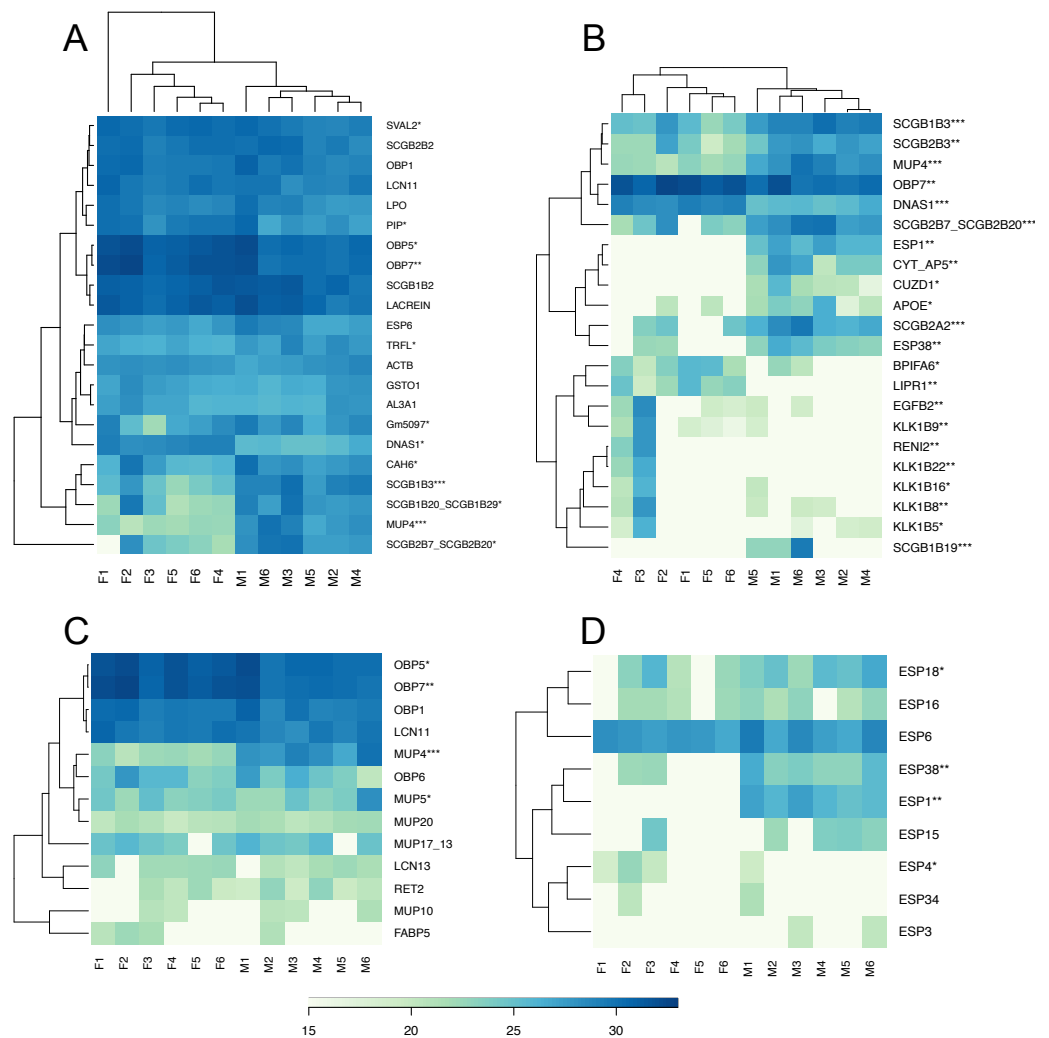 A
SVAL2*
SCGB2B2
OBP1
LCN11
LPO
PIP*
OBP5*
OBP7**
SCGB1B2
LACREIN
ESP6
TRFL*
ACTB
GSTO1
AL3A1
Gm5097*
DNAS1*
CAH6*
SCGB1B3***
SCGB1B20_SCGB1B29*
MUP4***
SCGB2B7_SCGB2B20*
F1 F2 F3 F5 F6 F4 M1 M6 M3 M5 M2 M4
B
SCGB1B3***
SCGB2B3**
MUP4***
OBP7**
DNAS1***
SCGB2B7_SCGB2B20***
ESP1**
CYT_AP5**
CUZD1*
APOE*
SCGB2A2***
ESP38**
BPIFA6*
LIPR1**
EGFB2**
KLK1B9**
RENI2**
KLK1B22**
KLK1B16*
KLK1B8**
KLK1B5*
SCGB1B19***
F4 F3 F2 F1 F5 F6 M5 M1 M6 M3 M2 M4
C
OBP5*
OBP7**
OBP1
LCN11
MUP4***
OBP6
MUP5*
MUP20
MUP17_13
LCN13
RET2
MUP10
FABP5
F1 F2 F3 F4 F5 F6 M1 M2 M3 M4 M5 M6
D
ESP18*
ESP16
ESP6
ESP38**
ESP1**
ESP15
ESP4*
ESP34
ESP3
F1 F2 F3 F4 F5 F6 M1 M2 M3 M4 M5 M6
15 20 25 30